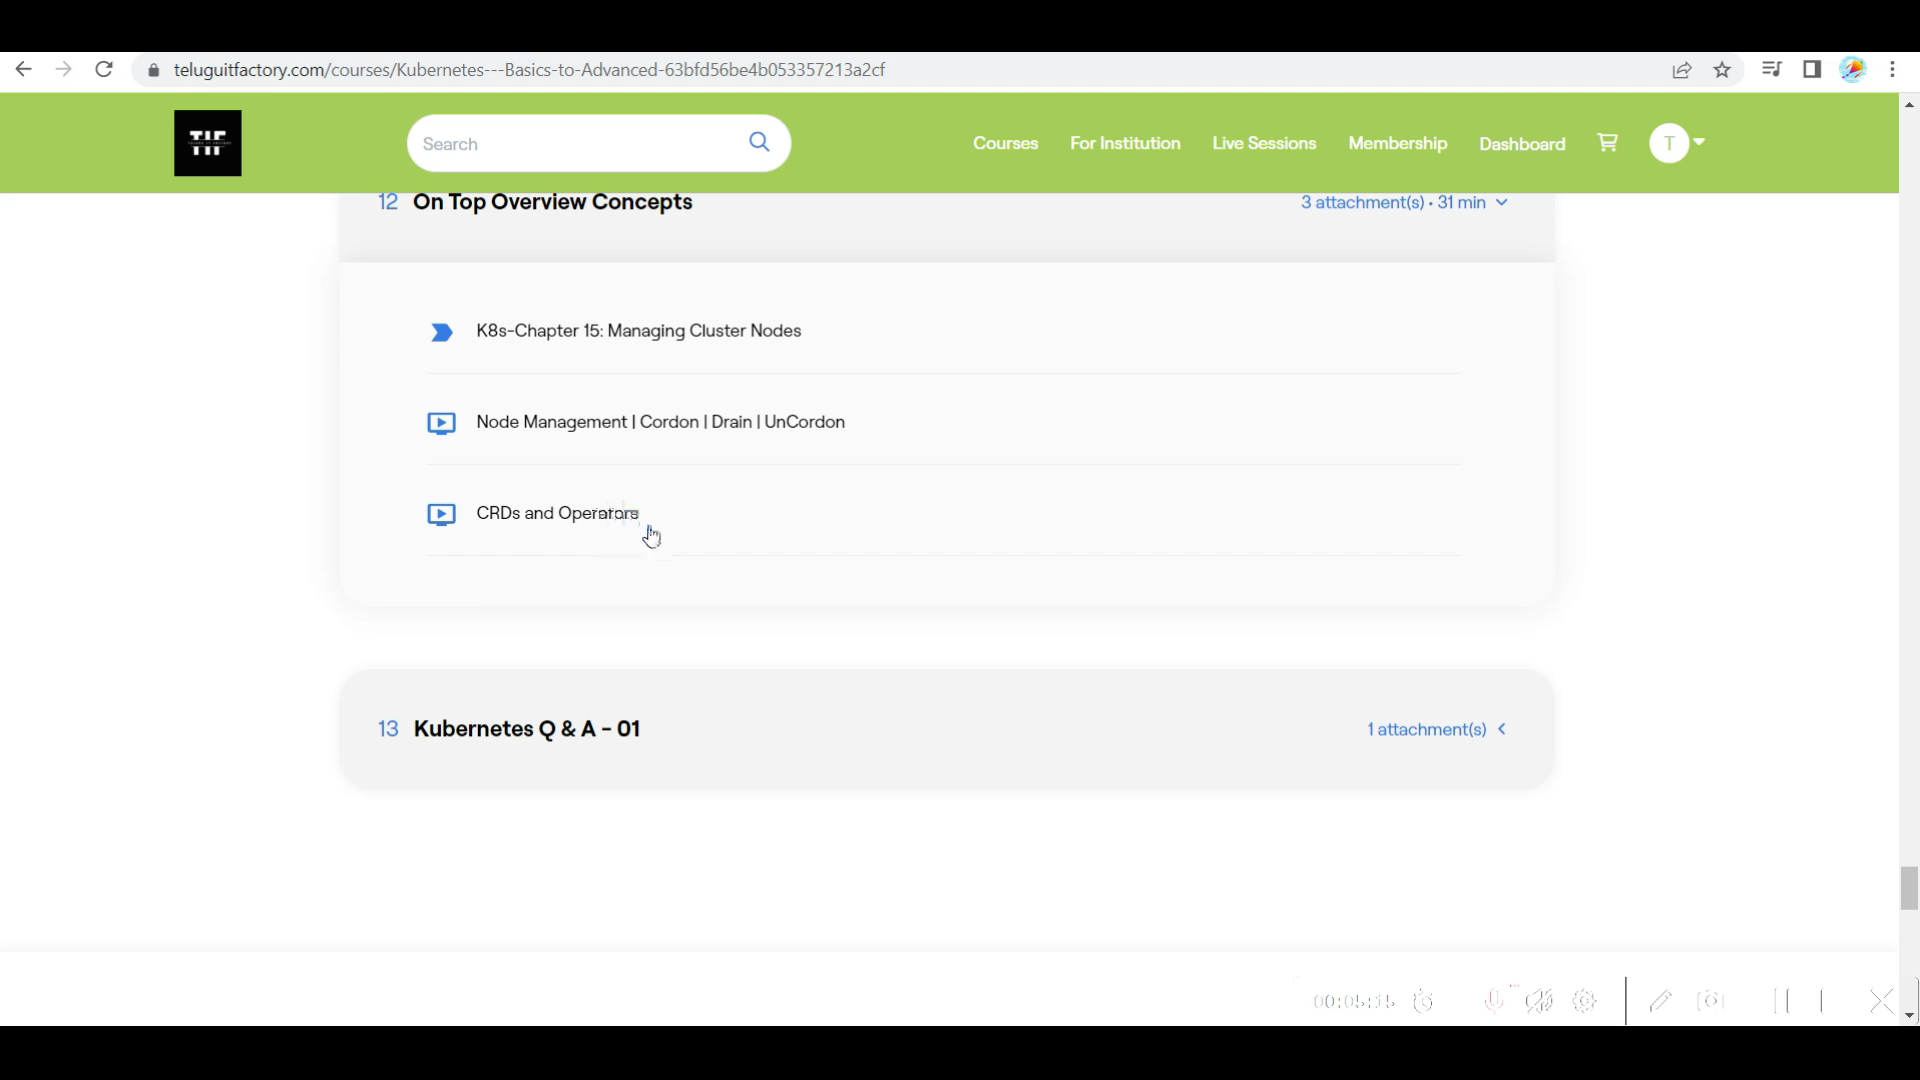 teluguitfactory.com/courses/Kubernetes---Basics-to-Advanced-63bfd56be4b053357213a2cf
TIF
Search
Courses
For Institution
Live Sessions
Membership
Dashboard
T
12 On Top Overview Concepts
3 attachment(s) • 31 min
K8s-Chapter 15: Managing Cluster Nodes
Node Management | Cordon | Drain | UnCordon
CRDs and Operators
13 Kubernetes Q & A - 01
1 attachment(s)
00:05:15